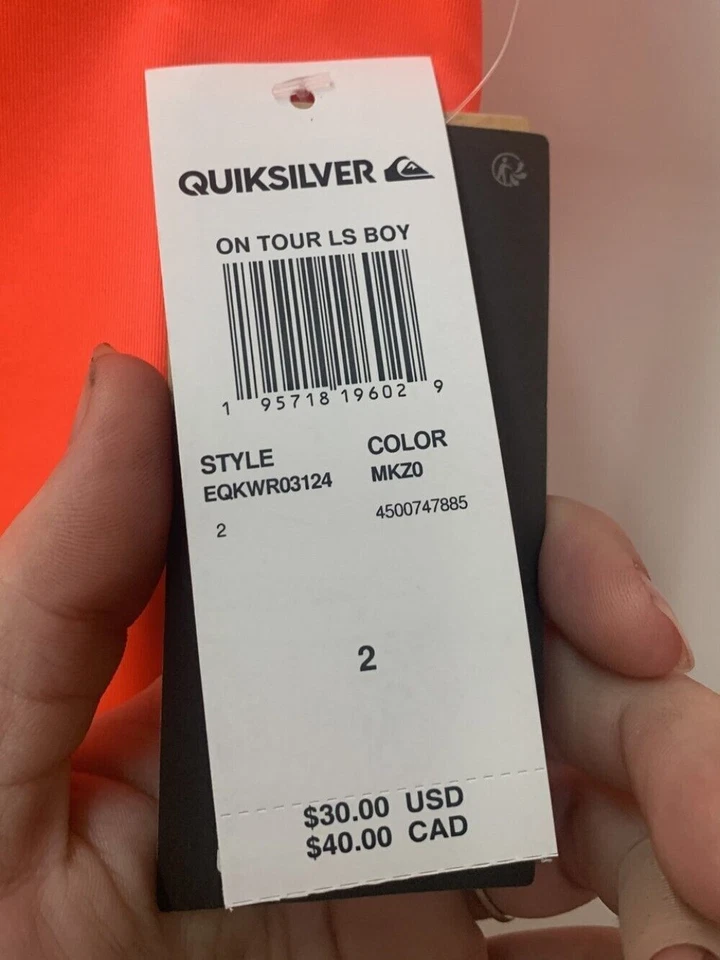 QUIKSILVER
ON TOUR LS BOY
1 95718 19602 9
STYLE COLOR
EQKWR03124 MKZ0
2 4500747885
2
$30.00 USD
$40.00 CAD